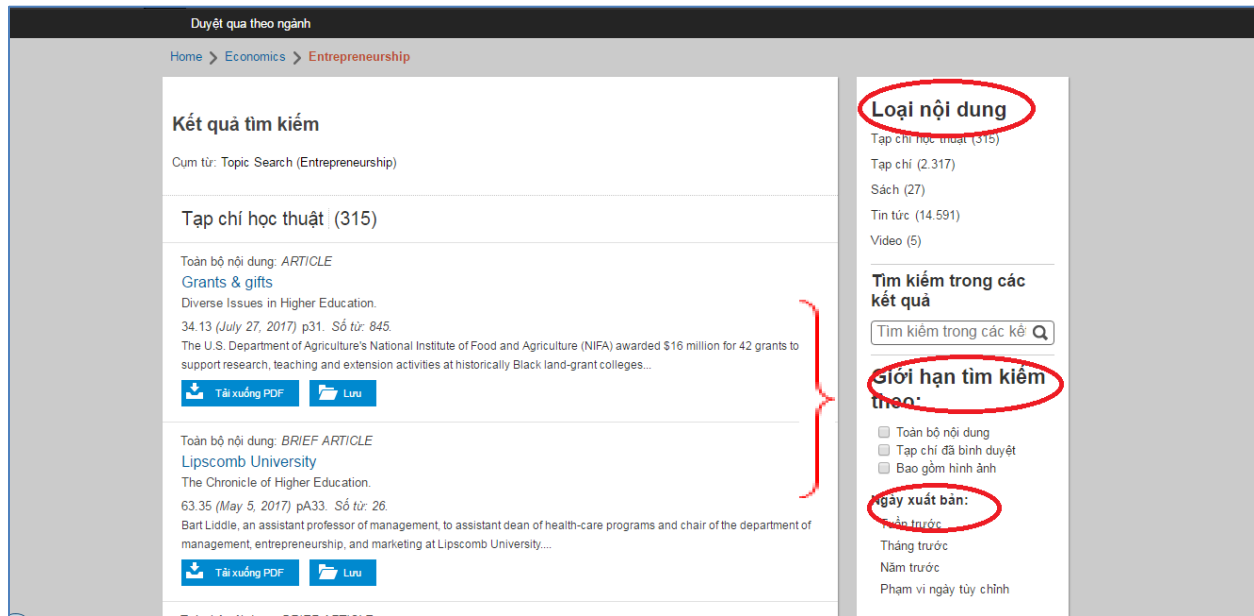 Duyệt qua theo ngành
Home > Economics > Entrepreneurship
Kết quả tìm kiếm
Cụm từ: Topic Search (Entrepreneurship)
Tạp chí học thuật (315)
Toàn bộ nội dung: ARTICLE
Grants & gifts
Diverse Issues in Higher Education.
34.13 (July 27, 2017) p31. Số từ: 845.
The U.S. Department of Agriculture's National Institute of Food and Agriculture (NIFA) awarded $16 million for 42 grants to
support research, teaching and extension activities at historically Black land-grant colleges...
Tải xuống PDF Lưu
Toàn bộ nội dung: BRIEF ARTICLE
Lipscomb University
The Chronicle of Higher Education.
63.35 (May 5, 2017) pA33. Số từ: 26.
Bart Liddle, an assistant professor of management, to assistant dean of health-care programs and chair of the department of
management, entrepreneurship, and marketing at Lipscomb University....
Tải xuống PDF Lưu
Loại nội dung
Tạp chí học thuật (315)
Tạp chí (2.317)
Sách (27)
Tin tức (14.591)
Video (5)
Tìm kiếm trong các
kết quả
Tìm kiếm trong các kê
Giới hạn tìm kiếm
theo:
Toàn bộ nội dung
Tạp chí đã bình duyệt
Bao gồm hình ảnh
Ngày xuất bản:
Tuần trước
Tháng trước
Năm trước
Phạm vi ngày tùy chỉnh